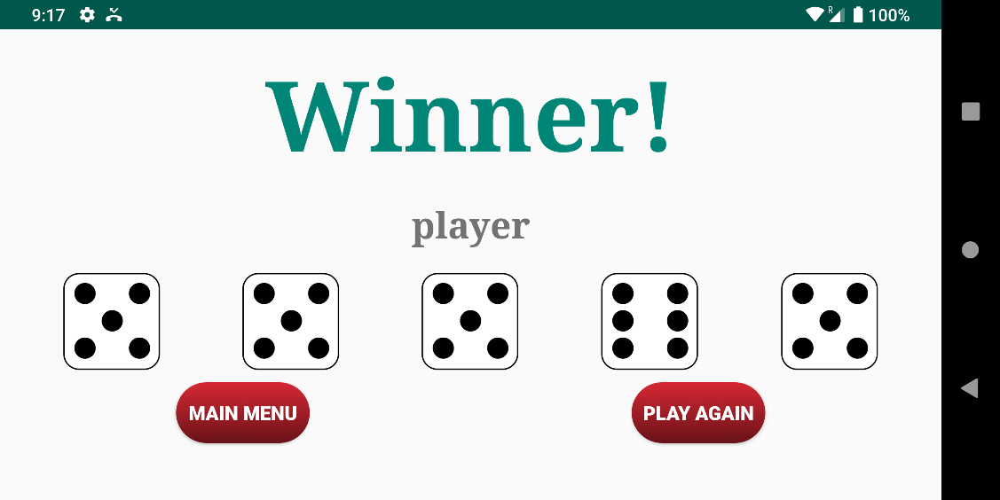 9:17 R 100%
Winner!
player
MAIN MENU PLAY AGAIN